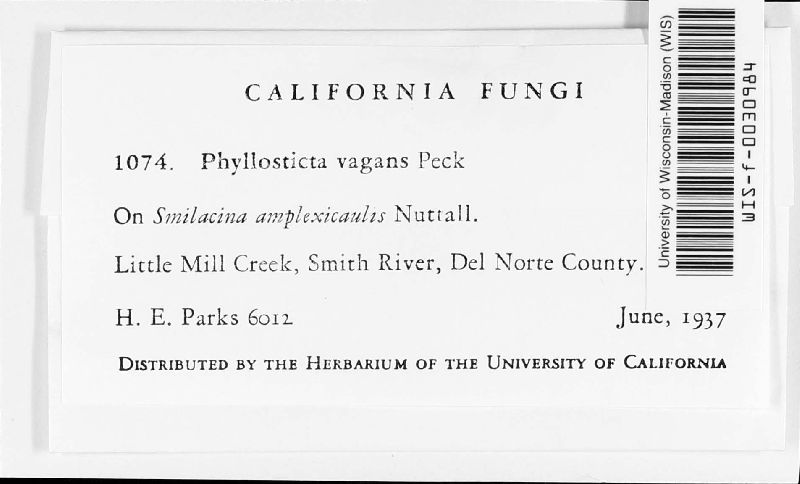 CALIFORNIA FUNGI
1074. Phyllosticta vagans Peck
On Smilacina amplexicaulis Nuttall.
Little Mill Creek, Smith River, Del Norte County.
H. E. Parks 6012 June, 1937
DISTRIBUTED BY THE HERBARIUM OF THE UNIVERSITY OF CALIFORNIA
University of Wisconsin-Madison (WIS)
WIS-f-0030984